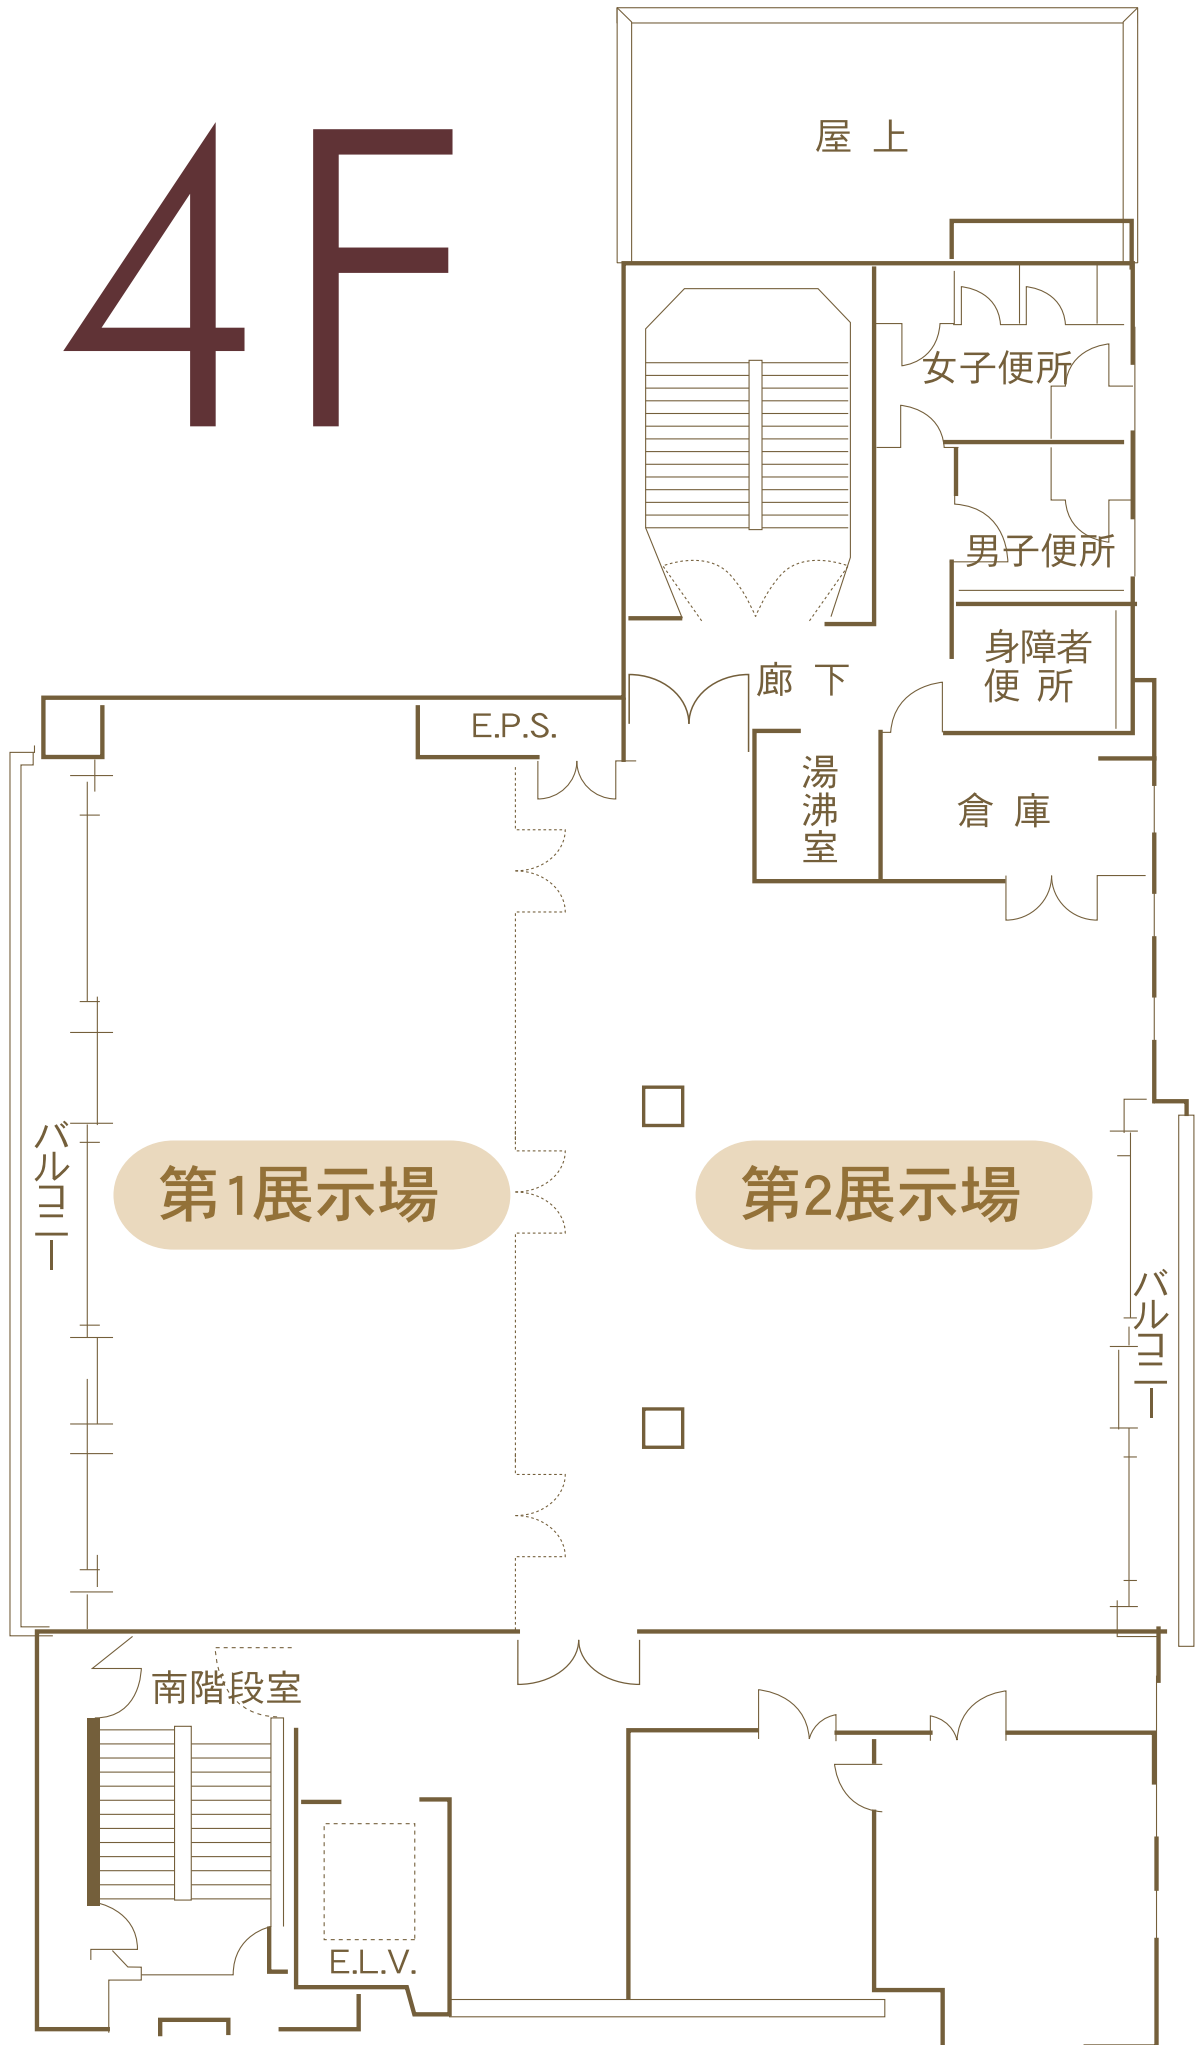 4F
屋上
女子便所
男子便所
身障者
便所
廊下
E.P.S.
湯沸室
倉庫
バルコニー
第1展示場
第2展示場
バルコニー
南階段室
E.L.V.